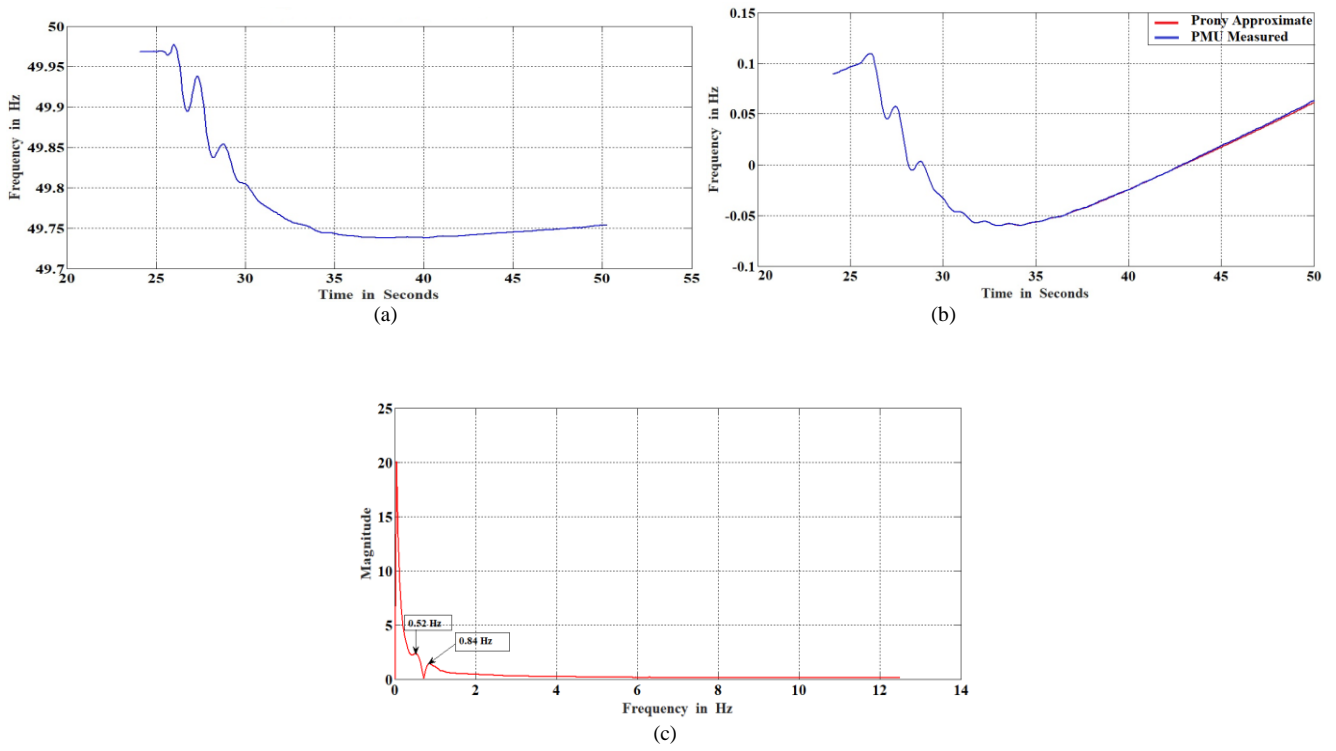 50
49.95
49.9
49.85
49.8
49.75
49.7
Frequency in Hz
20 25 30 35 40 45 50 55
Time in Seconds
(a)
0.15
0.1
0.05
0
-0.05
-0.1
Frequency in Hz
Prony Approximate
PMU Measured
20 25 30 35 40 45 50
Time in Seconds
(b)
25
20
15
10
5
0
Magnitude
0.52 Hz
0.84 Hz
0 2 4 6 8 10 12 14
Frequency in Hz
(c)